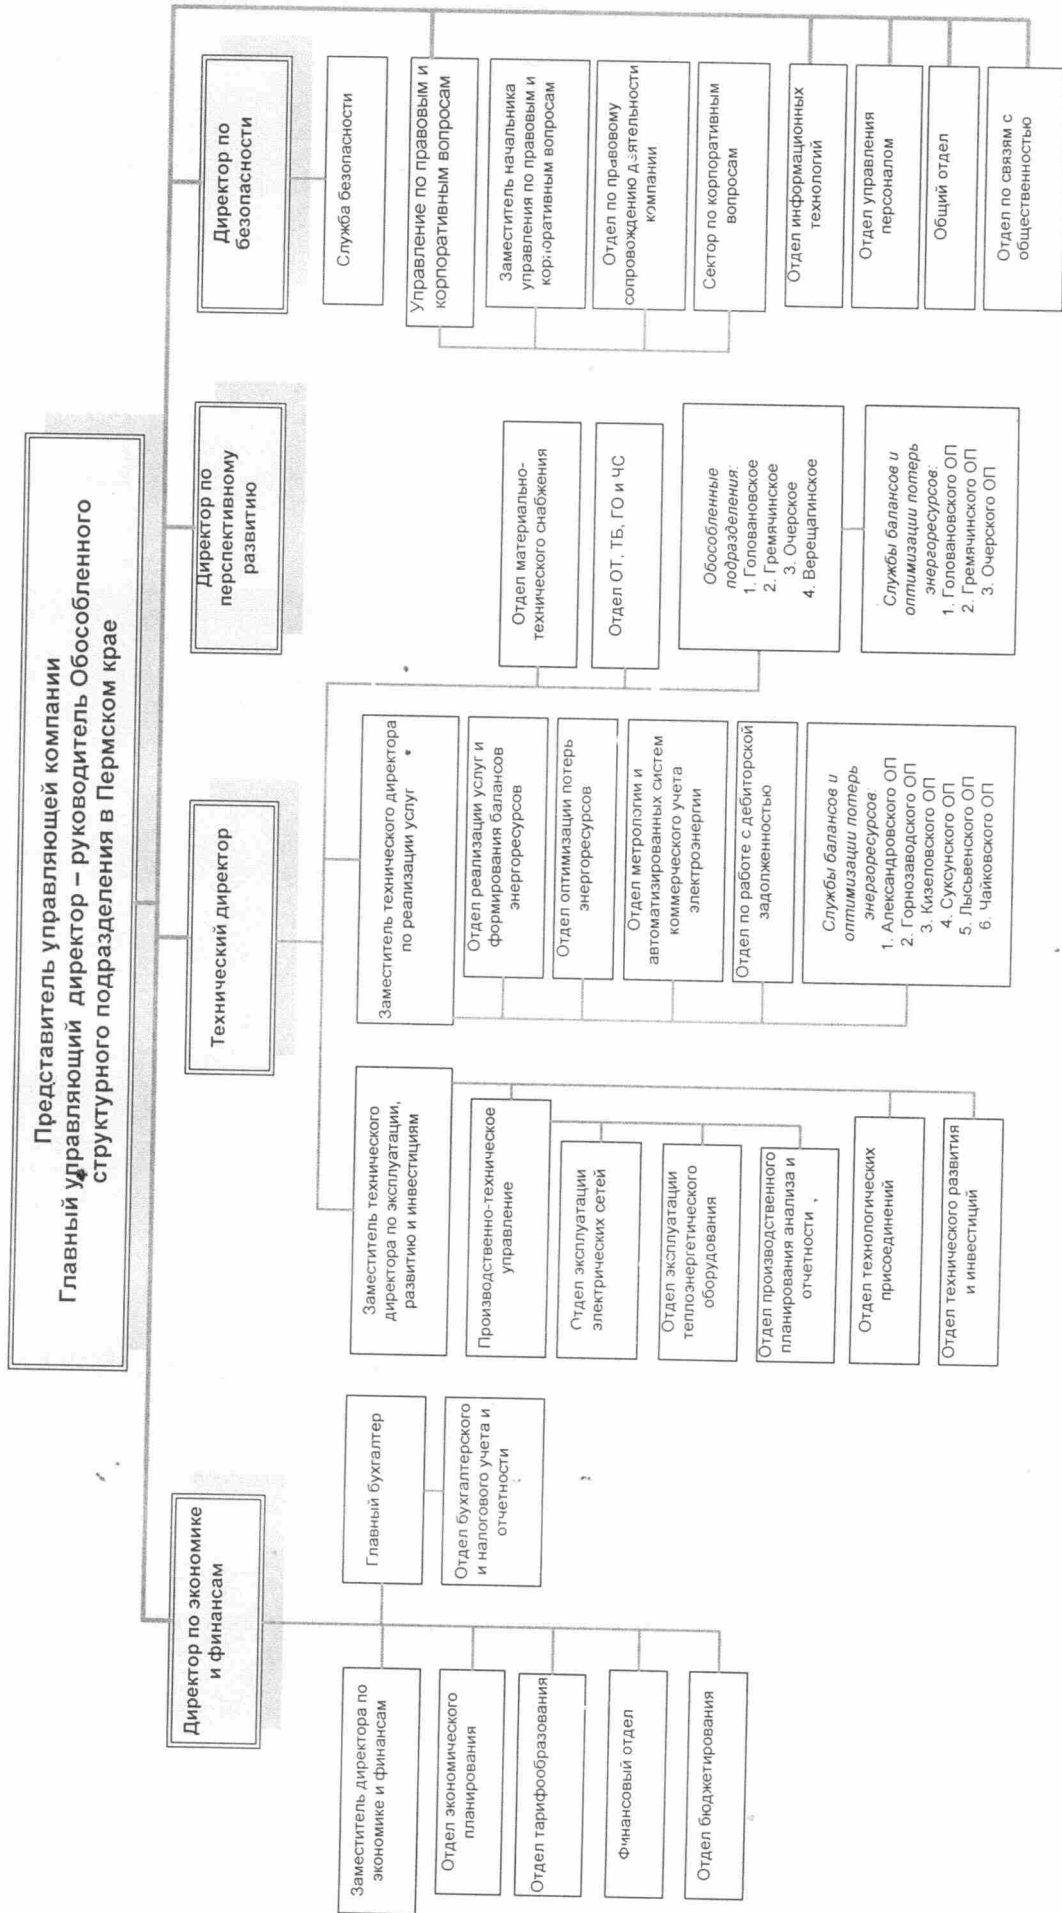 Представитель управляющей компании
Главный управляющий директор – руководитель Обособленного
структурного подразделения в Пермском крае
Директор по экономике
и финансам
Технический директор
Директор по
перспективному
развитию
Директор по
безопасности
Заместитель директора по
экономике и финансам
Отдел экономического
планирования
Отдел тарифообразования
Финансовый отдел
Отдел бюджетирования
Главный бухгалтер
Отдел бухгалтерского
и налогового учета и
отчетности
Заместитель технического
директора по эксплуатации,
развитию и инвестициям
Производственно-техническое
управление
Отдел эксплуатации
электрических сетей
Отдел эксплуатации
теплоэнергетического
оборудования
Отдел производственного
планирования анализа и
отчетности
Отдел технологических
присоединений
Отдел технического развития
и инвестиций
Заместитель технического директора
по реализации услуг
Отдел реализации услуг и
формирования балансов
энергоресурсов
Отдел оптимизации потерь
энергоресурсов
Отдел метрологии и
автоматизированных систем
коммерческого учета
электроэнергии
Отдел по работе с дебиторской
задолженностью
Службы балансов и
оптимизации потерь
энергоресурсов:
1. Александровского ОП
2. Горнозаводского ОП
3. Кизеловского ОП
4. Суксунского ОП
5. Лысьвенского ОП
6. Чайковского ОП
Отдел материально-
технического снабжения
Отдел ОТ, ТБ, ГО и ЧС
Обособленные
подразделения:
1. Головановское
2. Гремячинское
3. Очерское
4. Верещагинское
Службы балансов и
оптимизации потерь
энергоресурсов:
1. Головановского ОП
2. Гремячинского ОП
3. Очерского ОП
Служба безопасности
Управление по правовым и
корпоративным вопросам
Заместитель начальника
управления по правовым и
корпоративным вопросам
Отдел по правовому
сопровождению деятельности
компании
Сектор по корпоративным
вопросам
Отдел информационных
технологий
Отдел управления
персоналом
Общий отдел
Отдел по связям с
общественностью